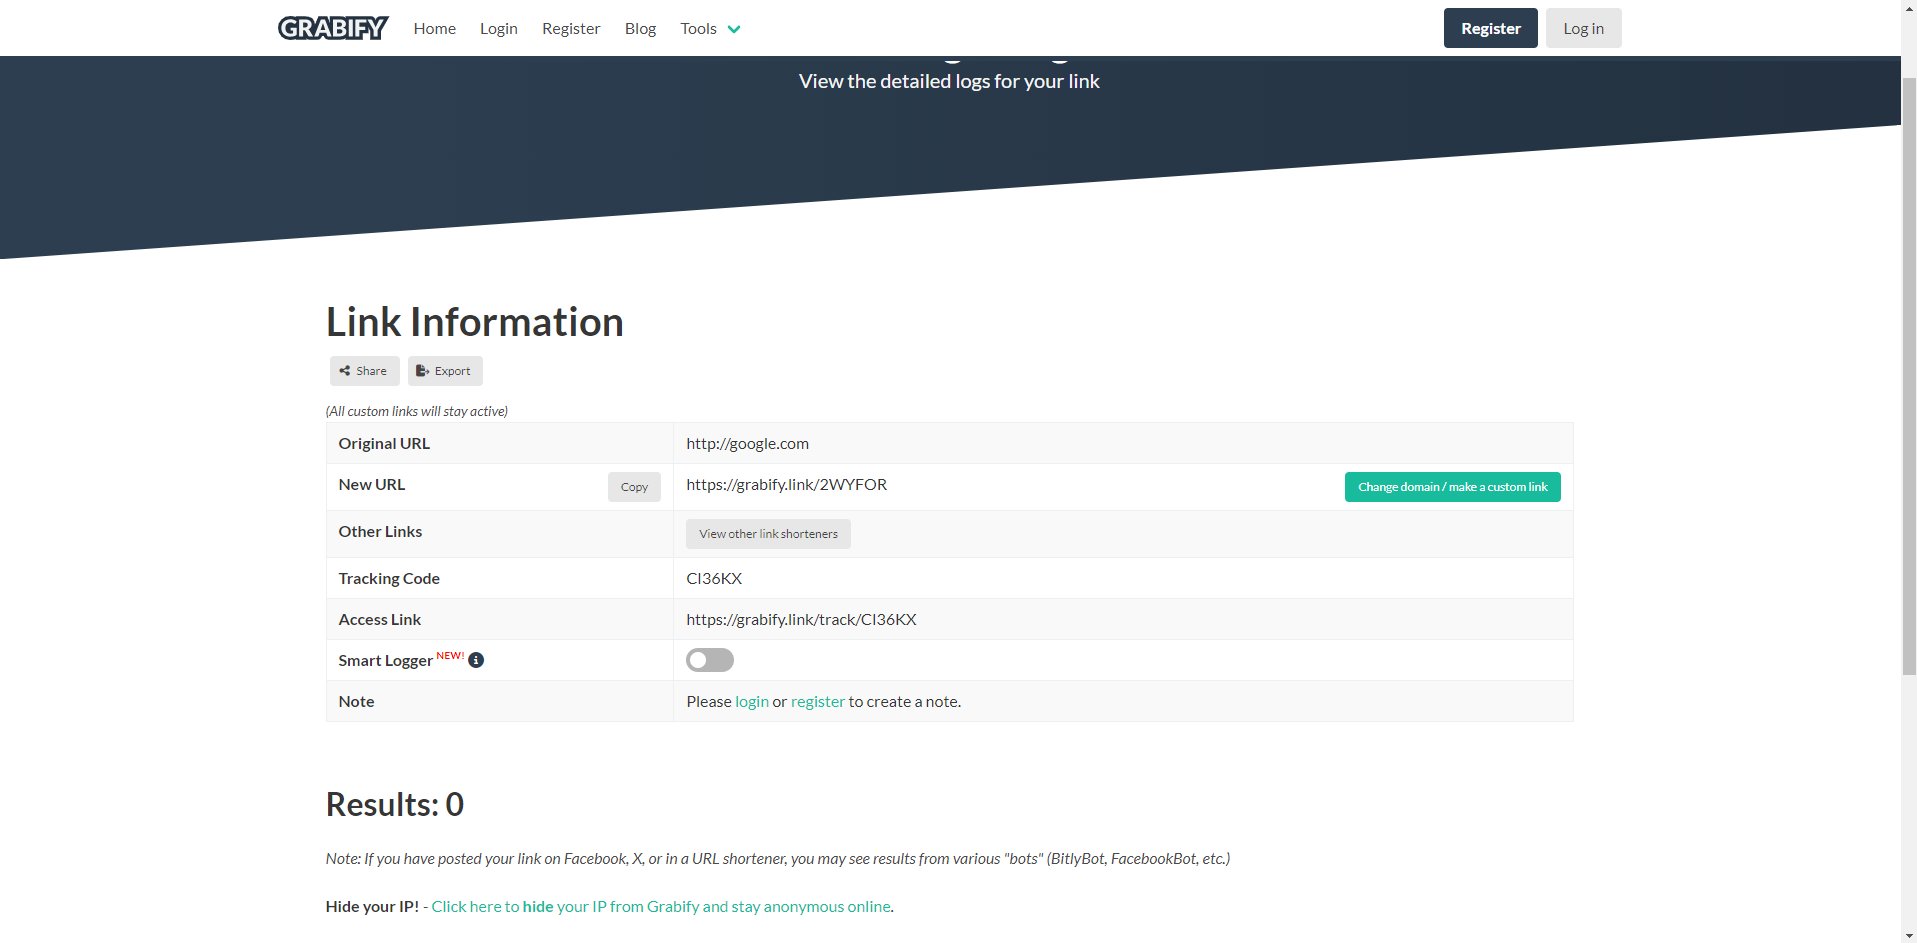 GRABIFY Home Login Register Blog Tools Register Log in
View the detailed logs for your link
Link Information
Share Export
(All custom links will stay active)
Original URL http://google.com
New URL Copy https://grabify.link/2WYFOR Change domain / make a custom link
Other Links View other link shorteners
Tracking Code CI36KX
Access Link https://grabify.link/track/CI36KX
Smart Logger NEW!
Note Please login or register to create a note.
Results: 0
Note: If you have posted your link on Facebook, X, or in a URL shortener, you may see results from various "bots" (BitlyBot, FacebookBot, etc.)
Hide your IP! - Click here to hide your IP from Grabify and stay anonymous online.